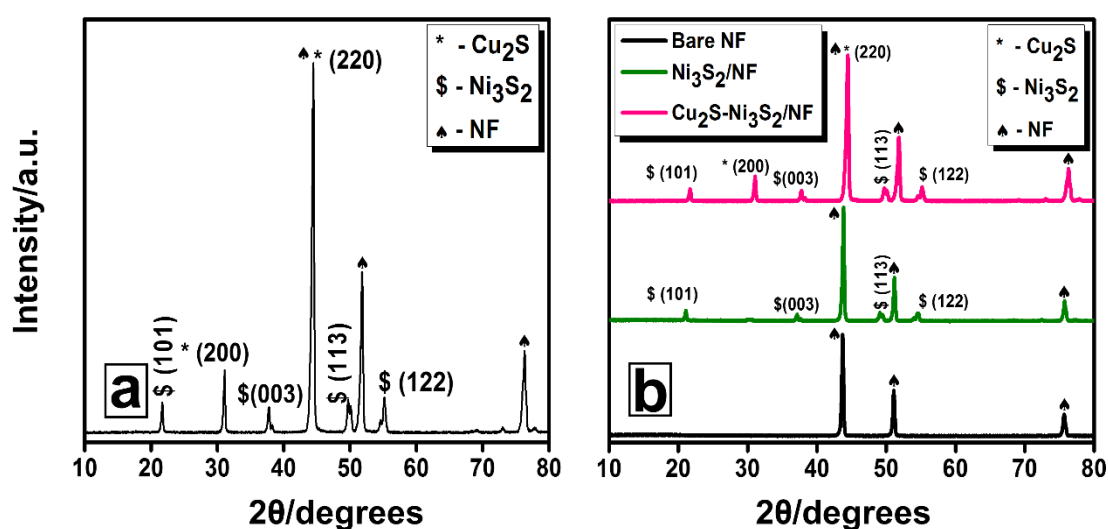 Intensity/a.u.
* - Cu2S
$ - Ni3S2
♠ - NF
♠ * (220)
$ (101)
* (200)
$(003)
$ (113)
♠
$ (122)
♠
a
10 20 30 40 50 60 70 80
2θ/degrees
Bare NF
Ni3S2/NF
Cu2S-Ni3S2/NF
* - Cu2S
$ - Ni3S2
♠ - NF
♠ * (220)
$ (101)
* (200)
$(003)
$ (113)
♠
$ (122)
♠
♠
$ (101)
$(003)
$ (113)
♠
$ (122)
♠
♠
♠
♠
b
10 20 30 40 50 60 70 80
2θ/degrees